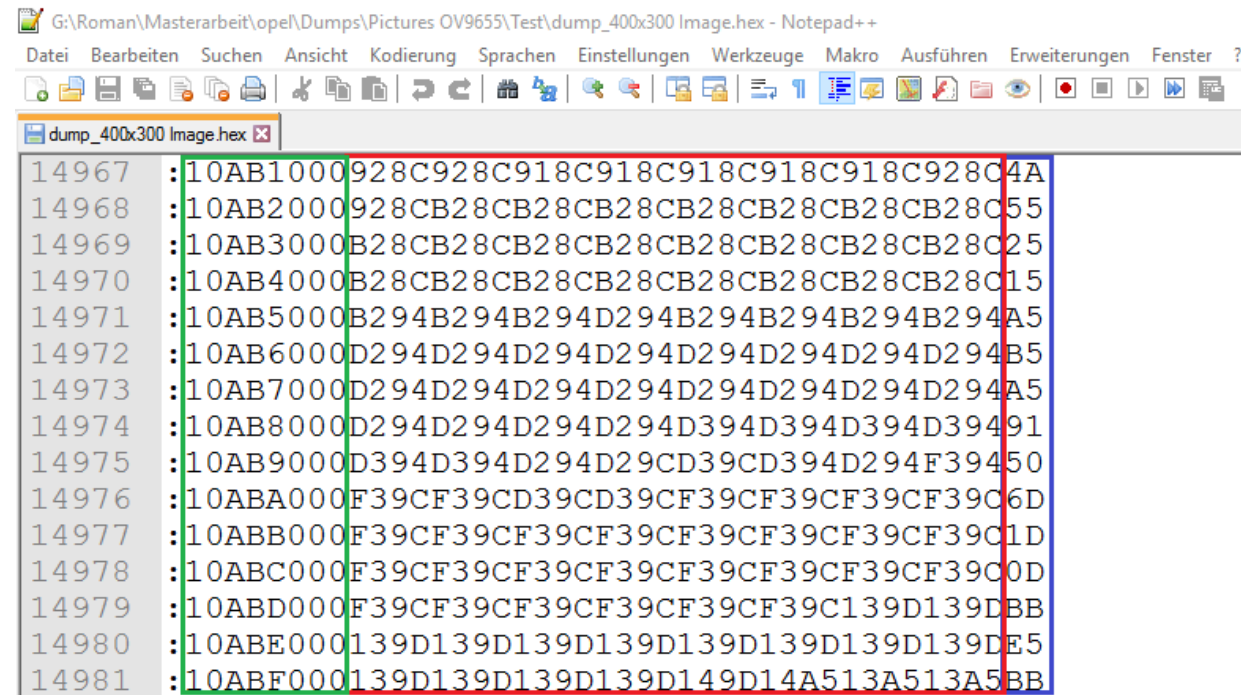 G:\Roman\Masterarbeit\opel\Dumps\Pictures OV9655\Test\dump_400x300 Image.hex - Notepad++
Datei Bearbeiten Suchen Ansicht Kodierung Sprachen Einstellungen Werkzeuge Makro Ausführen Erweiterungen Fenster ?
dump_400x300 Image.hex
14967 :10AB1000928C928C918C918C918C918C918C928C4A
14968 :10AB2000928CB28CB28CB28CB28CB28CB28CB28C55
14969 :10AB3000B28CB28CB28CB28CB28CB28CB28CB28C25
14970 :10AB4000B28CB28CB28CB28CB28CB28CB28CB28C15
14971 :10AB5000B294B294B294D294B294B294B294B294A5
14972 :10AB6000D294D294D294D294D294D294D294D294B5
14973 :10AB7000D294D294D294D294D294D294D294D294A5
14974 :10AB8000D294D294D294D294D394D394D394D39491
14975 :10AB9000D394D394D294D29CD39CD394D294F39450
14976 :10ABA000F39CF39CD39CD39CF39CF39CF39CF39C6D
14977 :10ABB000F39CF39CF39CF39CF39CF39CF39CF39C1D
14978 :10ABC000F39CF39CF39CF39CF39CF39CF39CF39C0D
14979 :10ABD000F39CF39CF39CF39CF39CF39C139D139DBB
14980 :10ABE000139D139D139D139D139D139D139D139DE5
14981 :10ABF000139D139D139D139D149D14A513A513A5BB